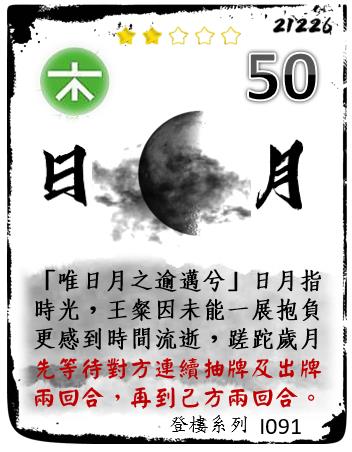 21226
木
50
日 月
「唯日月之逾邁兮」日月指
時光，王粲因未能一展抱負
更感到時間流逝，蹉跎歲月
先等待對方連續抽牌及出牌
兩回合，再到己方兩回合。
登樓系列 I091